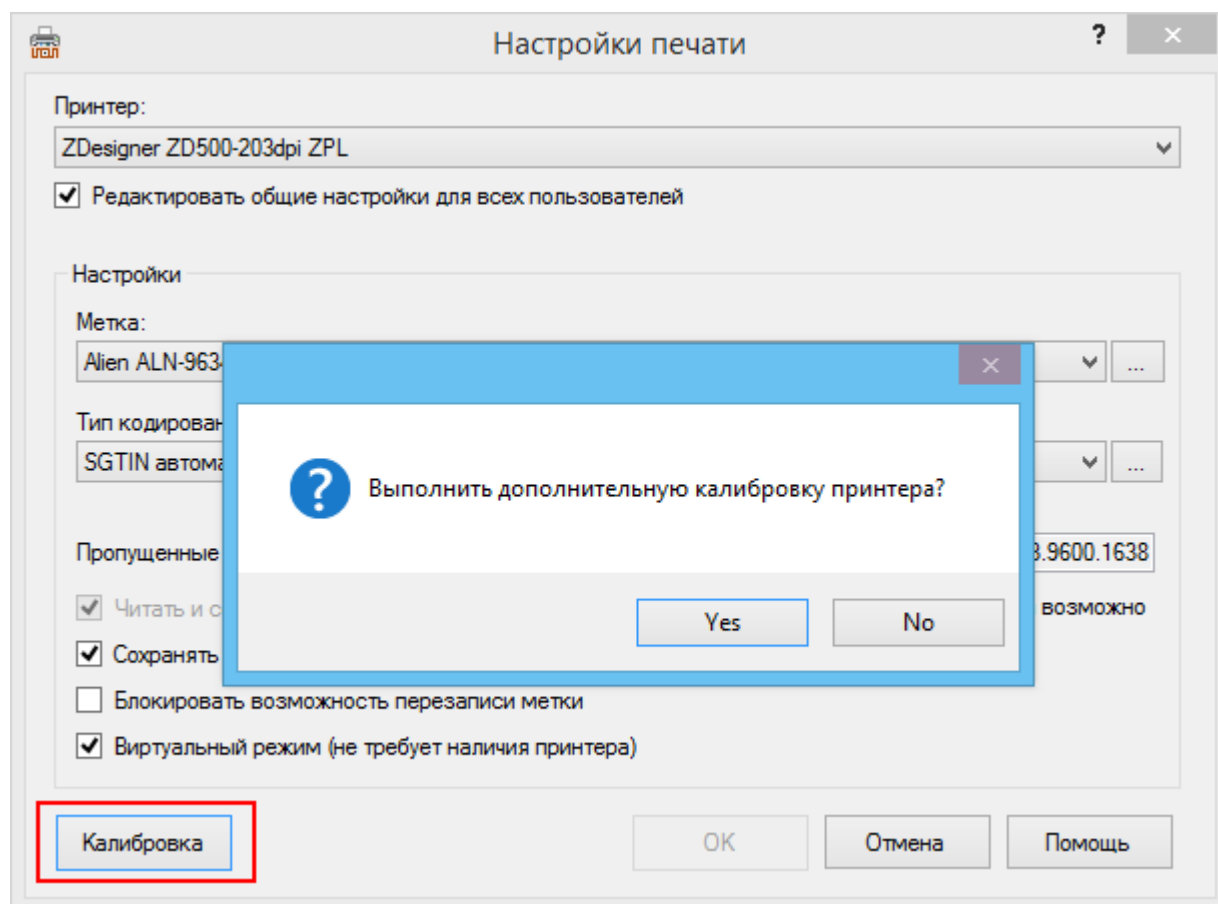 Настройки печати
?
Принтер:
ZDesigner ZD500-203dpi ZPL
Редактировать общие настройки для всех пользователей
Настройки
Метка:
Alien ALN-963
...
Тип кодирован
SGTIN автома
...
Выполнить дополнительную калибровку принтера?
Пропущенные
.9600.1638
Читать и с
возможно
Yes
No
Сохранять
Блокировать возможность перезаписи метки
Виртуальный режим (не требует наличия принтера)
Калибровка
OK
Отмена
Помощь